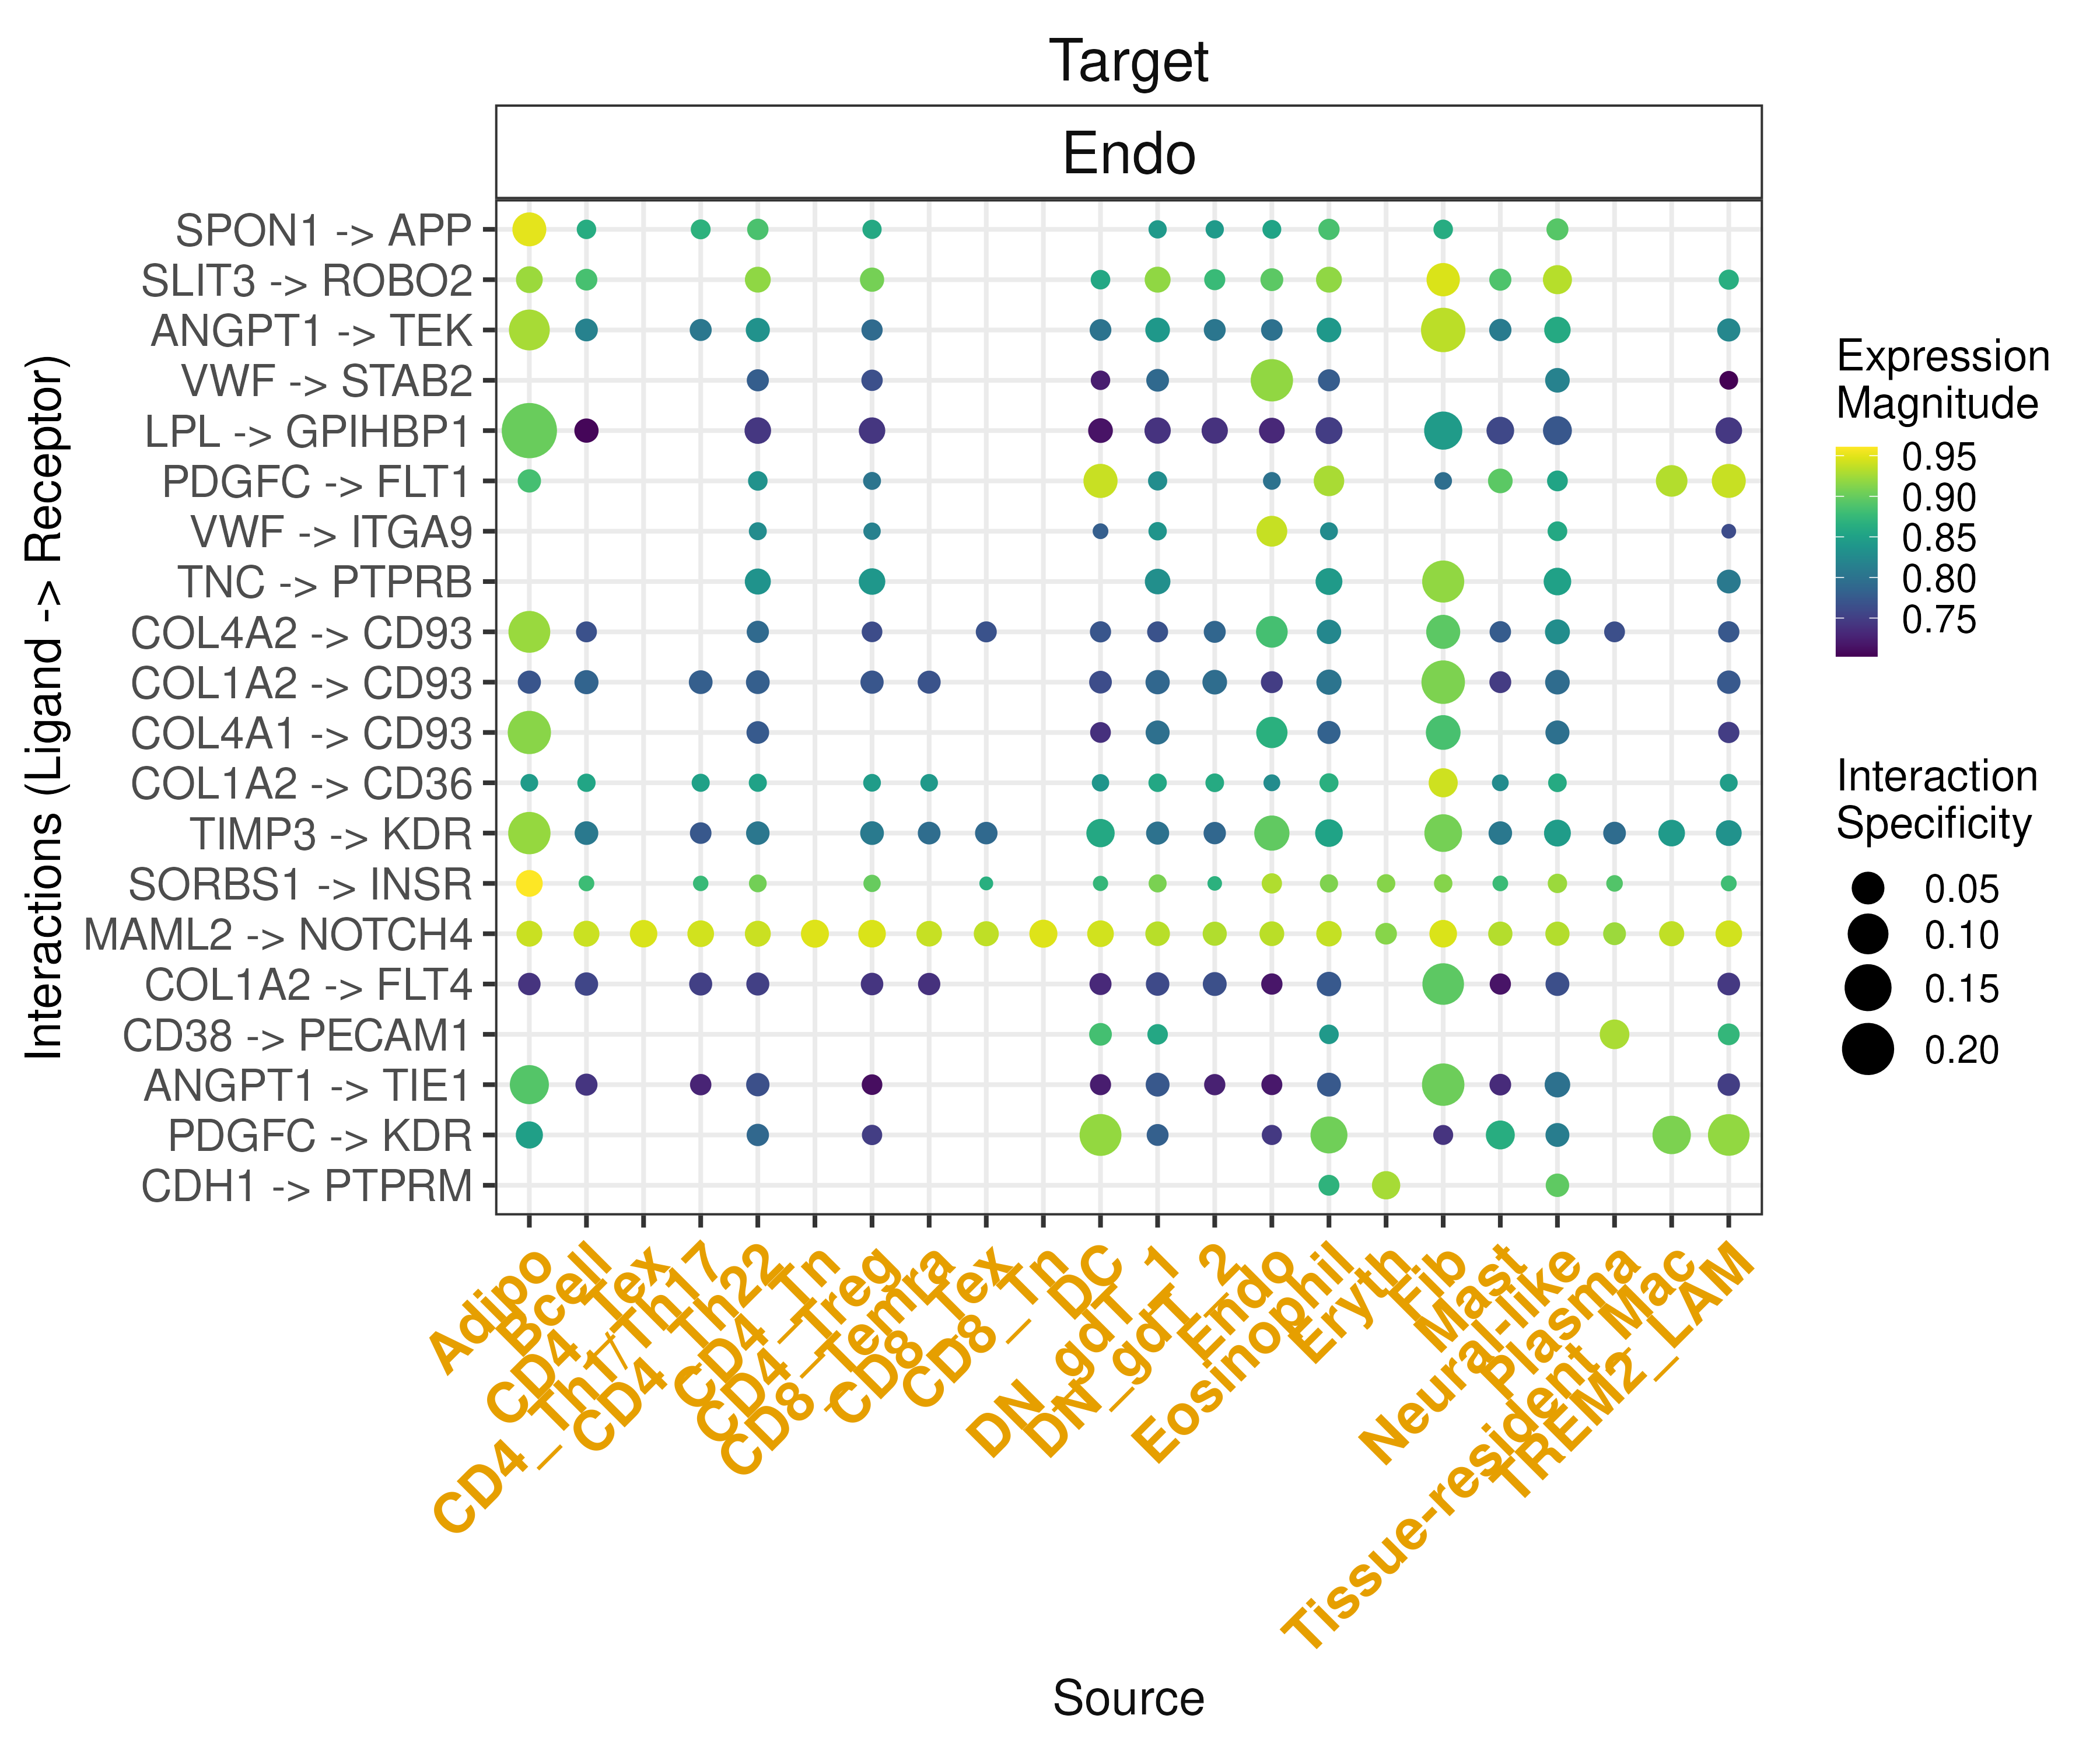 Target
Endo
Interactions (Ligand -> Receptor)
SPON1 -> APP
SLIT3 -> ROBO2
ANGPT1 -> TEK
VWF -> STAB2
LPL -> GPIHBP1
PDGFC -> FLT1
VWF -> ITGA9
TNC -> PTPRB
COL4A2 -> CD93
COL1A2 -> CD93
COL4A1 -> CD93
COL1A2 -> CD36
TIMP3 -> KDR
SORBS1 -> INSR
MAML2 -> NOTCH4
COL1A2 -> FLT4
CD38 -> PECAM1
ANGPT1 -> TIE1
PDGFC -> KDR
CDH1 -> PTPRM
Adipo
Bcell
CD4_Tex
CD4_Th1/Th17
CD4_Th22
CD4_Tn
CD4_Treg
CD8_Temra
CD8_Tex
CD8_Tn
DC
DN_gdT_1
DN_gdT_2
Endo
Eosinophil
Eryth
Fib
Mast
Neural-like
Plasma
Tissue-resident_Mac
TREM2_LAM
Source
Expression
Magnitude
0.95
0.90
0.85
0.80
0.75
Interaction
Specificity
0.05
0.10
0.15
0.20